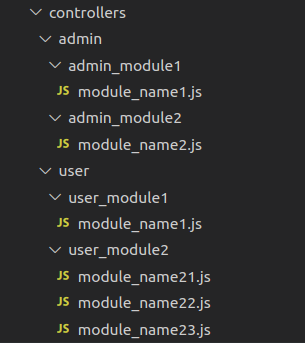 controllers
admin
admin_module1
JS module_name1.js
admin_module2
JS module_name2.js
user
user_module1
JS module_name1.js
user_module2
JS module_name21.js
JS module_name22.js
JS module_name23.js